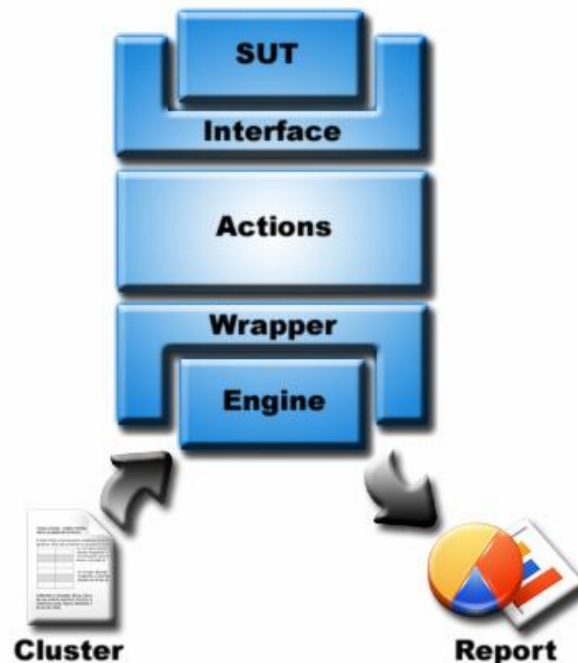 SUT
Interface
Actions
Wrapper
Engine
Cluster
Report